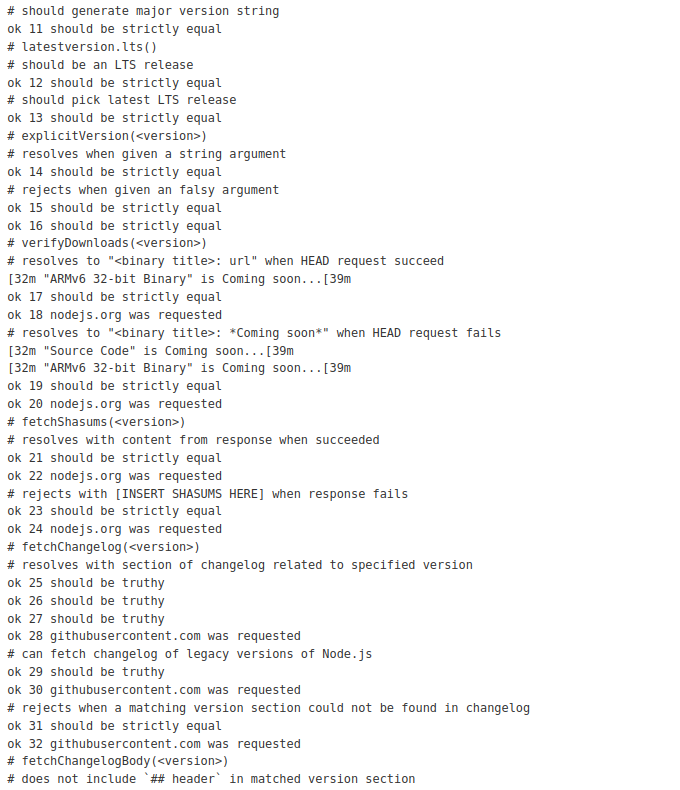 # should generate major version string
ok 11 should be strictly equal
# latestversion.lts()
# should be an LTS release
ok 12 should be strictly equal
# should pick latest LTS release
ok 13 should be strictly equal
# explicitVersion(<version>)
# resolves when given a string argument
ok 14 should be strictly equal
# rejects when given an falsy argument
ok 15 should be strictly equal
ok 16 should be strictly equal
# verifyDownloads(<version>)
# resolves to "<binary title>: url" when HEAD request succeed
[32m "ARMv6 32-bit Binary" is Coming soon...[39m
ok 17 should be strictly equal
ok 18 nodejs.org was requested
# resolves to "<binary title>: *Coming soon*" when HEAD request fails
[32m "Source Code" is Coming soon...[39m
[32m "ARMv6 32-bit Binary" is Coming soon...[39m
ok 19 should be strictly equal
ok 20 nodejs.org was requested
# fetchShasums(<version>)
# resolves with content from response when succeeded
ok 21 should be strictly equal
ok 22 nodejs.org was requested
# rejects with [INSERT SHASUMS HERE] when response fails
ok 23 should be strictly equal
ok 24 nodejs.org was requested
# fetchChangelog(<version>)
# resolves with section of changelog related to specified version
ok 25 should be truthy
ok 26 should be truthy
ok 27 should be truthy
ok 28 githubusercontent.com was requested
# can fetch changelog of legacy versions of Node.js
ok 29 should be truthy
ok 30 githubusercontent.com was requested
# rejects when a matching version section could not be found in changelog
ok 31 should be strictly equal
ok 32 githubusercontent.com was requested
# fetchChangelogBody(<version>)
# does not include `## header` in matched version section